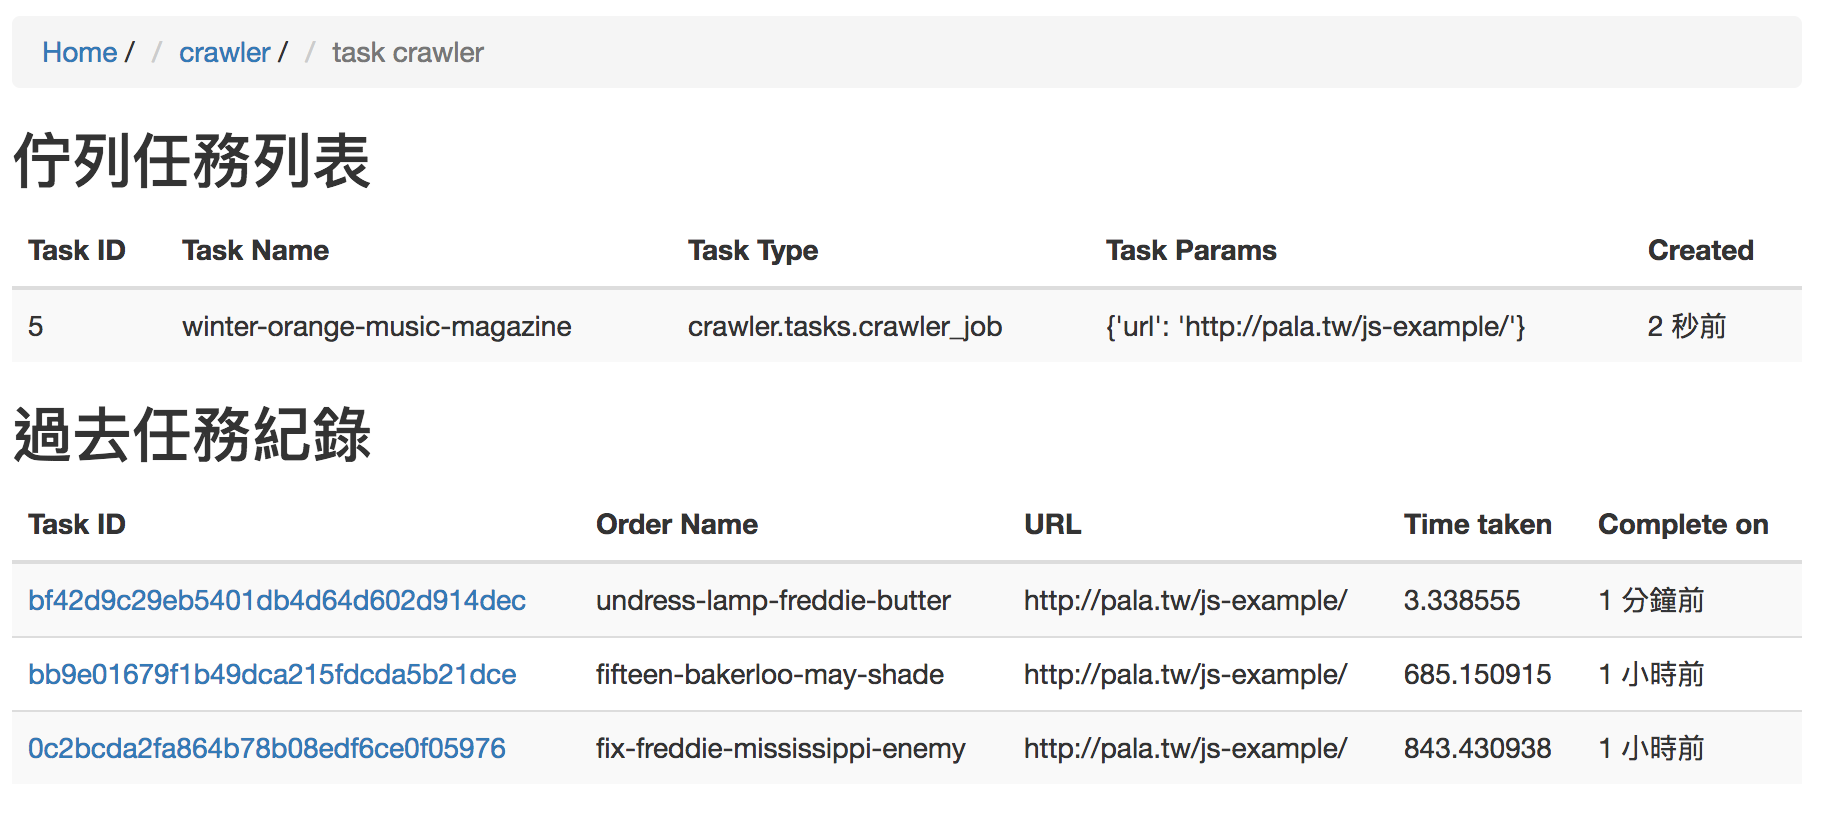 Home / / crawler / / task crawler
佇列任務列表
Task ID Task Name Task Type Task Params Created
5 winter-orange-music-magazine crawler.tasks.crawler_job {'url': 'http://pala.tw/js-example/'} 2 秒前
過去任務紀錄
Task ID Order Name URL Time taken Complete on
bf42d9c29eb5401db4d64d602d914dec undress-lamp-freddie-butter http://pala.tw/js-example/ 3.338555 1 分鐘前
bb9e01679f1b49dca215fdcda5b21dce fifteen-bakerloo-may-shade http://pala.tw/js-example/ 685.150915 1 小時前
0c2bcda2fa864b78b08edf6ce0f05976 fix-freddie-mississippi-enemy http://pala.tw/js-example/ 843.430938 1 小時前